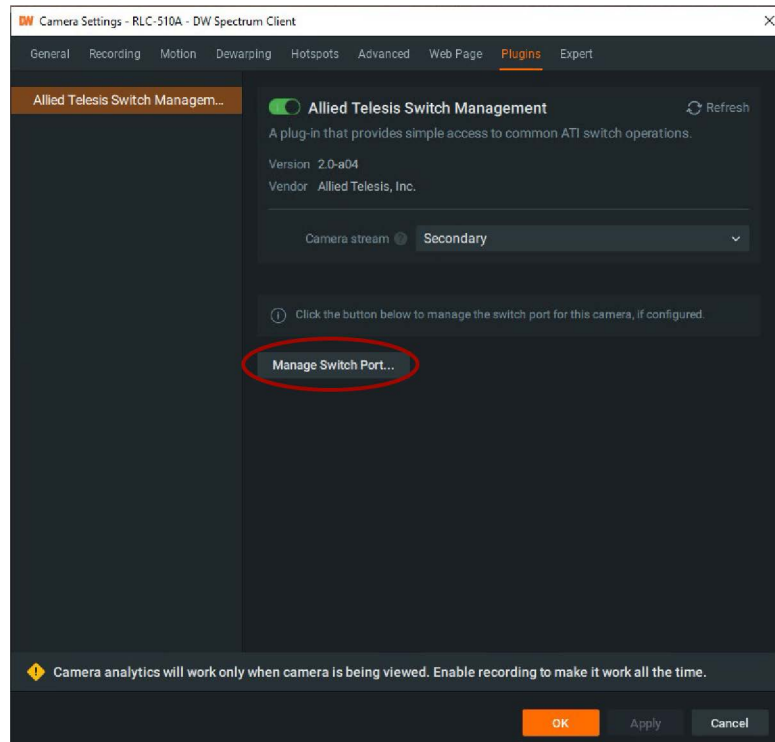 DW Camera Settings - RLC-510A - DW Spectrum Client
General Recording Motion Dewarping Hotspots Advanced Web Page Plugins Expert
Allied Telesis Switch Managem...
Allied Telesis Switch Management Refresh
A plug-in that provides simple access to common ATI switch operations.
Version 2.0-a04
Vendor Allied Telesis, Inc.
Camera stream ? Secondary
Click the button below to manage the switch port for this camera, if configured.
Manage Switch Port...
Camera analytics will work only when camera is being viewed. Enable recording to make it work all the time.
OK Apply Cancel